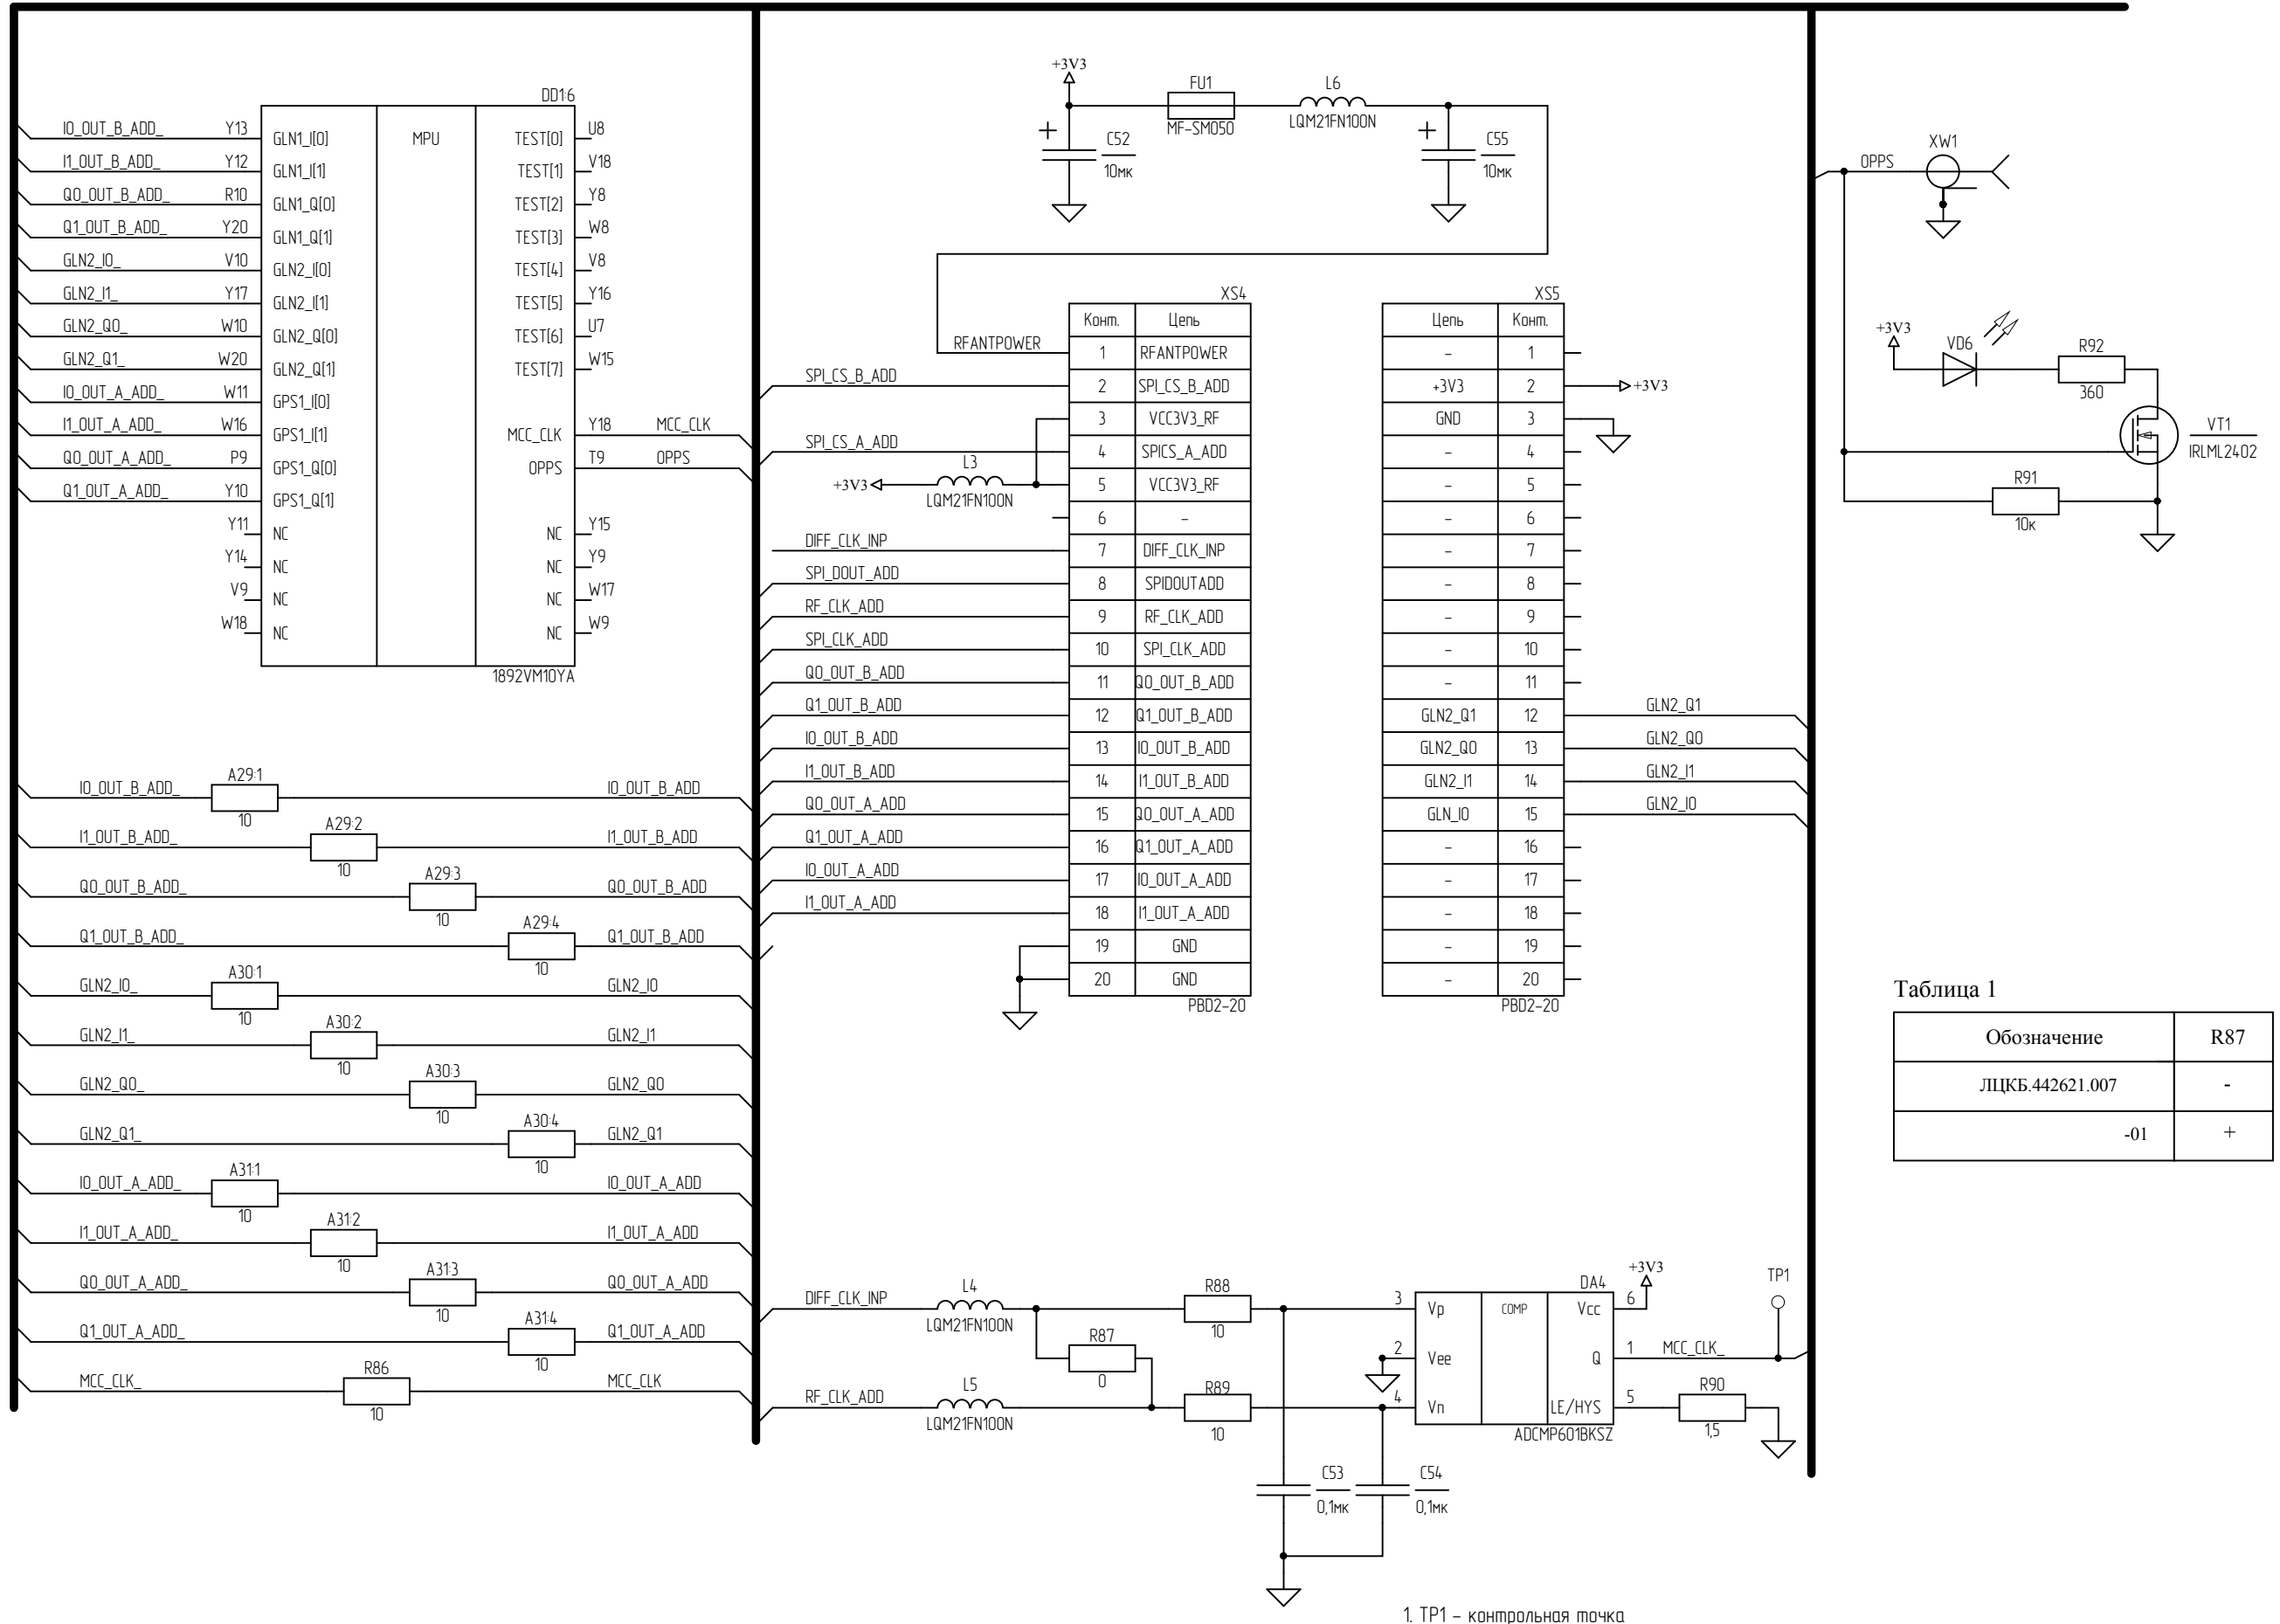 DD1:6
MPU
I0_OUT_B_ADD_ Y13 GLN1_I[0]
I1_OUT_B_ADD_ Y12 GLN1_I[1]
Q0_OUT_B_ADD_ R10 GLN1_Q[0]
Q1_OUT_B_ADD_ Y20 GLN1_Q[1]
GLN2_I0_ V10 GLN2_I[0]
GLN2_I1_ Y17 GLN2_I[1]
GLN2_Q0_ W10 GLN2_Q[0]
GLN2_Q1_ W20 GLN2_Q[1]
I0_OUT_A_ADD_ W11 GPS1_I[0]
I1_OUT_A_ADD_ W16 GPS1_I[1]
Q0_OUT_A_ADD_ P9 GPS1_Q[0]
Q1_OUT_A_ADD_ Y10 GPS1_Q[1]
Y11 NC
Y14 NC
V9 NC
W18 NC
TEST[0] U8
TEST[1] V18
TEST[2] Y8
TEST[3] W8
TEST[4] V8
TEST[5] Y16
TEST[6] U7
TEST[7] W15
MCC_CLK Y18 MCC_CLK
OPPS T9 OPPS
NC Y15
NC Y9
NC W17
NC W9
1892VM10YA
I0_OUT_B_ADD_ A29:1 10 I0_OUT_B_ADD
I1_OUT_B_ADD_ A29:2 10 I1_OUT_B_ADD
Q0_OUT_B_ADD_ A29:3 10 Q0_OUT_B_ADD
Q1_OUT_B_ADD_ A29:4 10 Q1_OUT_B_ADD
GLN2_I0_ A30:1 10 GLN2_I0
GLN2_I1_ A30:2 10 GLN2_I1
GLN2_Q0_ A30:3 10 GLN2_Q0
GLN2_Q1_ A30:4 10 GLN2_Q1
I0_OUT_A_ADD_ A31:1 10 I0_OUT_A_ADD
I1_OUT_A_ADD_ A31:2 10 I1_OUT_A_ADD
Q0_OUT_A_ADD_ A31:3 10 Q0_OUT_A_ADD
Q1_OUT_A_ADD_ A31:4 10 Q1_OUT_A_ADD
MCC_CLK_ R86 10 MCC_CLK
+3V3
FU1
MF-SM050
L6
LQM21FN100N
+ C52
10мк
+ C55
10мк
XS4
Конт. Цепь
RFANTPOWER 1 RFANTPOWER
SPI_CS_B_ADD 2 SPI_CS_B_ADD
3 VCC3V3_RF
SPI_CS_A_ADD 4 SPICS_A_ADD
+3V3 L3 LQM21FN100N 5 VCC3V3_RF
6 -
DIFF_CLK_INP 7 DIFF_CLK_INP
SPI_DOUT_ADD 8 SPIDOUTADD
RF_CLK_ADD 9 RF_CLK_ADD
SPI_CLK_ADD 10 SPI_CLK_ADD
Q0_OUT_B_ADD 11 Q0_OUT_B_ADD
Q1_OUT_B_ADD 12 Q1_OUT_B_ADD
I0_OUT_B_ADD 13 I0_OUT_B_ADD
I1_OUT_B_ADD 14 I1_OUT_B_ADD
Q0_OUT_A_ADD 15 Q0_OUT_A_ADD
Q1_OUT_A_ADD 16 Q1_OUT_A_ADD
I0_OUT_A_ADD 17 I0_OUT_A_ADD
I1_OUT_A_ADD 18 I1_OUT_A_ADD
19 GND
20 GND
PBD2-20
XS5
Цепь Конт.
- 1
+3V3 2 +3V3
GND 3
- 4
- 5
- 6
- 7
- 8
- 9
- 10
- 11
GLN2_Q1 12 GLN2_Q1
GLN2_Q0 13 GLN2_Q0
GLN2_I1 14 GLN2_I1
GLN_I0 15 GLN2_I0
- 16
- 17
- 18
- 19
- 20
PBD2-20
OPPS XW1
+3V3 VD6
R92
360
VT1
IRLML2402
R91
10к
Таблица 1
Обозначение R87
ЛЦКБ.442621.007 -
-01 +
DIFF_CLK_INP L4 LQM21FN100N
R88
10
R87
0
RF_CLK_ADD L5 LQM21FN100N
R89
10
DA4
3 Vp COMP Vcc 6 +3V3
2 Vee Q 1 MCC_CLK_ TP1
4 Vn LE/HYS 5 R90 1,5
ADCMP601BKSZ
C53
0,1мк
C54
0,1мк
1. TP1 - контрольная точка